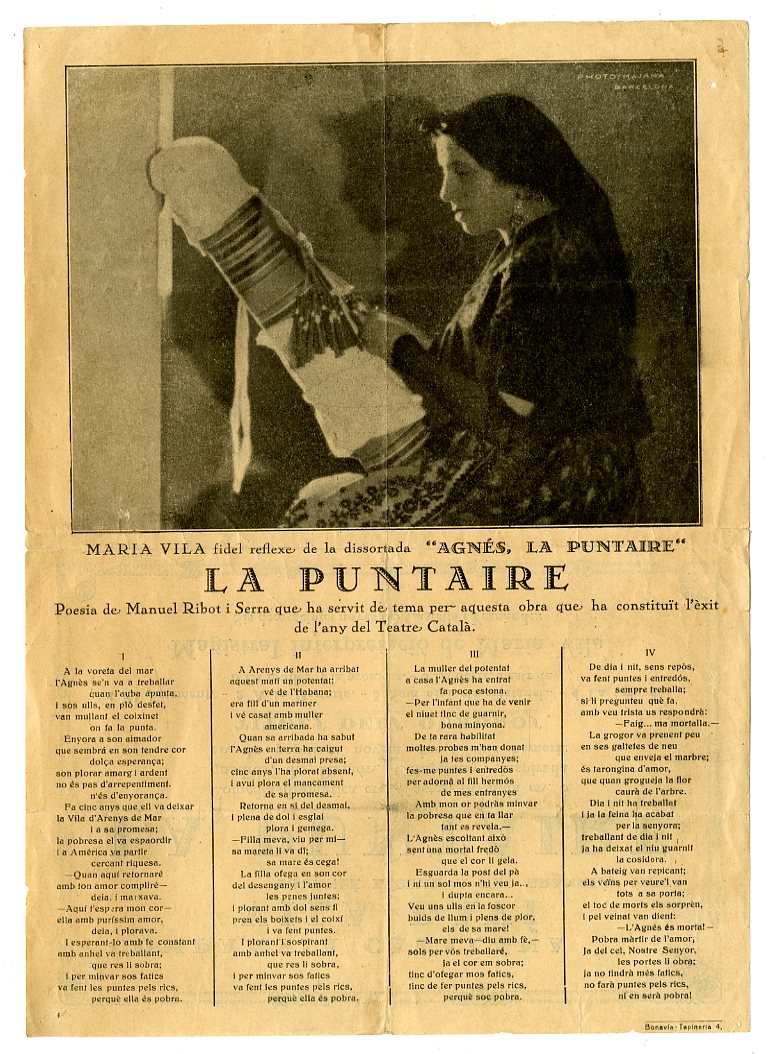 PHOTO-MAJANA
BARCELONA
MARIA VILA fidel reflexe de la dissortada "AGNÉS, LA PUNTAIRE"
LA PUNTAIRE
Poesia de Manuel Ribot i Serra que ha servit de tema per aquesta obra que ha constituït l'èxit
de l'any del Teatre Català.
I
A la voreta del mar
l'Agnès se'n va a treballar
quan l'auba apunta,
i sos ulls, en plò desfet,
van mullant el coixinet
on fa la punta.
Enyora a son aimador
que sembrá en son tendre cor
dolça esperança;
son plorar amarg i ardent
no és pas d'arrepentiment.
n'és d'enyorança.
Fa cinc anys que ell va deixar
la Vila d'Arenys de Mar
i a sa promesa;
la pobresa el va espaordir
i a América va partir
cercant riquesa.
—Quan aquí retornaré
amb ton amor compliré—
deia, i marxava.
—Aquí t'espera mon cor—
ella amb puríssim amor,
deia, i plorava.
I esperant-lo amb fe constant
amb anhel va treballant,
que res li sobra;
i per minvar sos fatics
va fent les puntes pels rics,
perquè ella és pobra.
II
A Arenys de Mar ha arribat
aquest matí un potentat;
vé de l'Habana;
era fill d'un mariner
i vé casat amb muller
americana.
Quan sa arribada ha sabut
l'Agnès en terra ha caigut
d'un desmai presa;
cinc anys l'ha plorat absent,
i avui plora el mancament
de sa promesa.
Retorna en si del desmai,
i plena de dol i esglai
plora i gemega.
—Filla meva, viu per mi—
sa mareta li va dí;
sa mare és cega!
La filla ofega en son cor
del desengany i l'amor
les penes juntes;
i plorant amb dol sens fi
pren els boixets i el coixí
i va fent puntes.
I plorant i sospirant
amb anhel va treballant,
que res li sobra,
i per minvar sos fatics
va fent les puntes pels rics,
perquè ella és pobra.
III
La muller del potentat
a casa l'Agnès ha entrat
fa poca estona.
—Per l'infant que ha de venir
el niuet tinc de guarnir,
bona minyona.
De ta rara habilitat
moltes probes m'han donat
ja tes companyes;
fes-me puntes i entredòs
per adorná al fill hermós
de mes entranyes
Amb mon or podràs minvar
la pobresa que en ta llar
tant es revela.—
L'Agnès escoltant aixó
sent una mortal fredó
que el cor li gela.
Esguarda la post del pà
i ni un sol mos n'hi veu ja..,
i dupta encara...
Veu uns ulls en la foscor
buids de llum i plens de plor,
els de sa mare!
—Mare meva—diu amb fè,—
sols per vós treballaré,
ja el cor em sobra;
tinc d'ofegar mos fatics,
tinc de fer puntes pels rics,
perquè soc pobra.
IV
De dia i nit, sens repòs,
va fent puntes i entredós,
sempre treballa;
si li pregunteu què fa,
amb veu trista us respondrà:
—Faig... ma mortalla.—
La grogor va prenent peu
en ses galtetes de neu
que enveja el marbre;
és tarongina d'amor,
que quan grogueja la flor
caurà de l'arbre.
Dia i nit ha treballat
i ja la feina ha acabat
per la senyora;
treballant de dia i nit
ja ha deixat el niu guarnit
la cosidora.
A bateig van repicant;
els veïns per veure'l van
tots a sa porta;
el toc de morts els sorprèn,
i pel veinat van dient:
—L'Agnés és morta!—
Pobra màrtir de l'amor;
Ja del cel, Nostre Senyor,
les portes li obra;
ja no tindrà més fatics,
no farà puntes pels rics,
ni en serà pobra!
Bonavia-Tapineria 4.